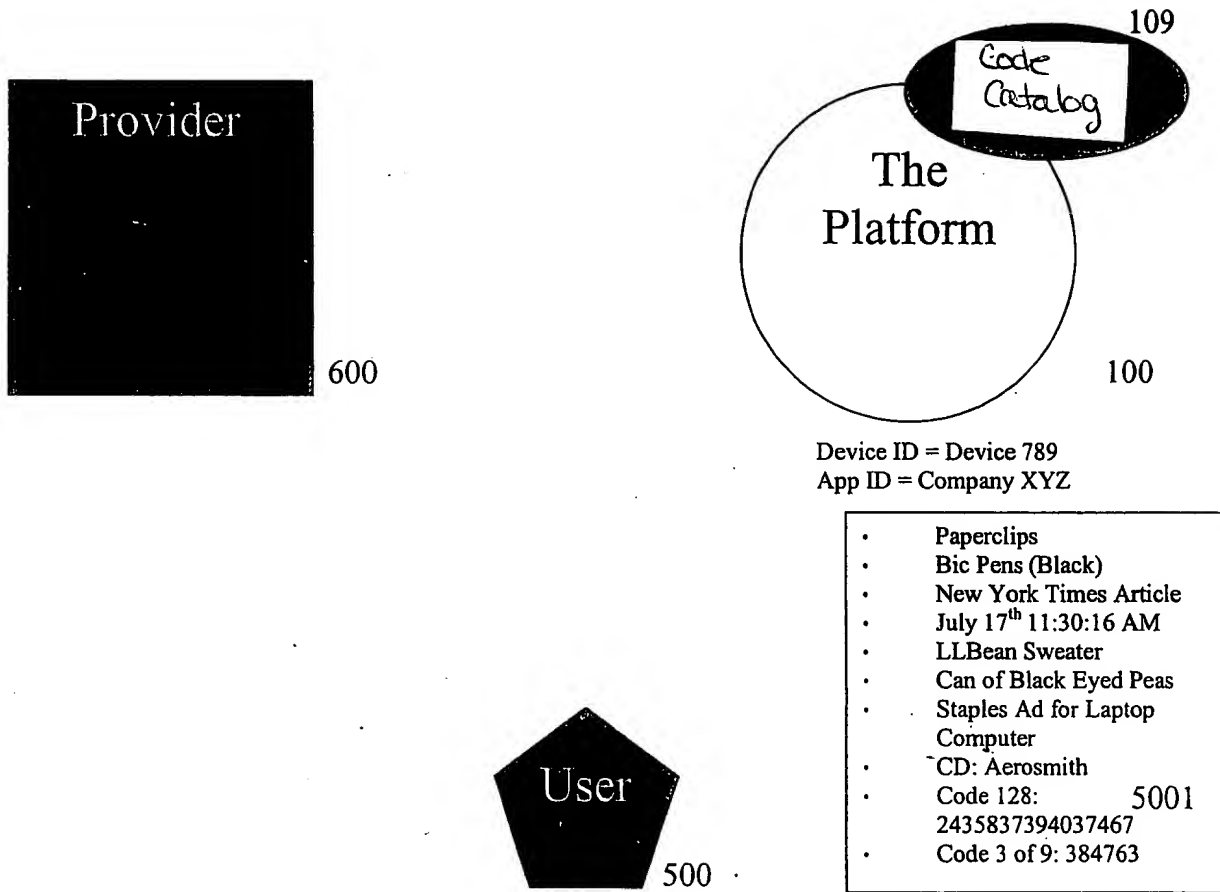 109
Code
Catalog
Provider
The
Platform
600
100
Device ID = Device 789
App ID = Company XYZ
· Paperclips
· Bic Pens (Black)
· New York Times Article
· July 17th 11:30:16 AM
· LLBean Sweater
· Can of Black Eyed Peas
· Staples Ad for Laptop
Computer
· CD: Aerosmith
· Code 128: 5001
2435837394037467
· Code 3 of 9: 384763
User
500